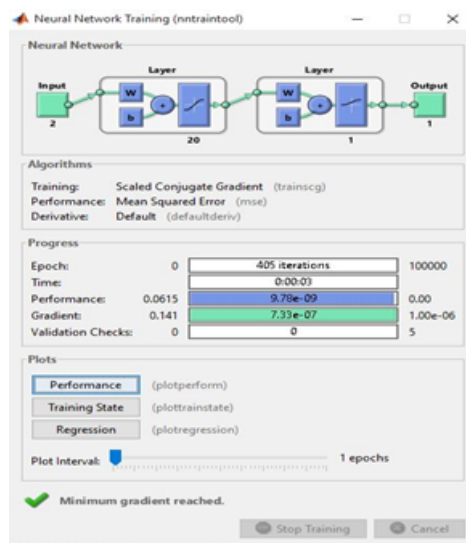 Neural Network Training (nntraintool)
Neural Network
Layer Layer
Input Output
W W
b + b +
2 20 1 1
Algorithms
Training: Scaled Conjugate Gradient (trainscg)
Performance: Mean Squared Error (mse)
Derivative: Default (defaultderiv)
Progress
Epoch: 0 405 iterations 100000
Time: 0:00:03
Performance: 0.0615 9.78e-09 0.00
Gradient: 0.141 7.33e-07 1.00e-06
Validation Checks: 0 0 5
Plots
Performance (plotperform)
Training State (plottrainstate)
Regression (plotregression)
Plot Interval: 1 epochs
Minimum gradient reached.
Stop Training Cancel